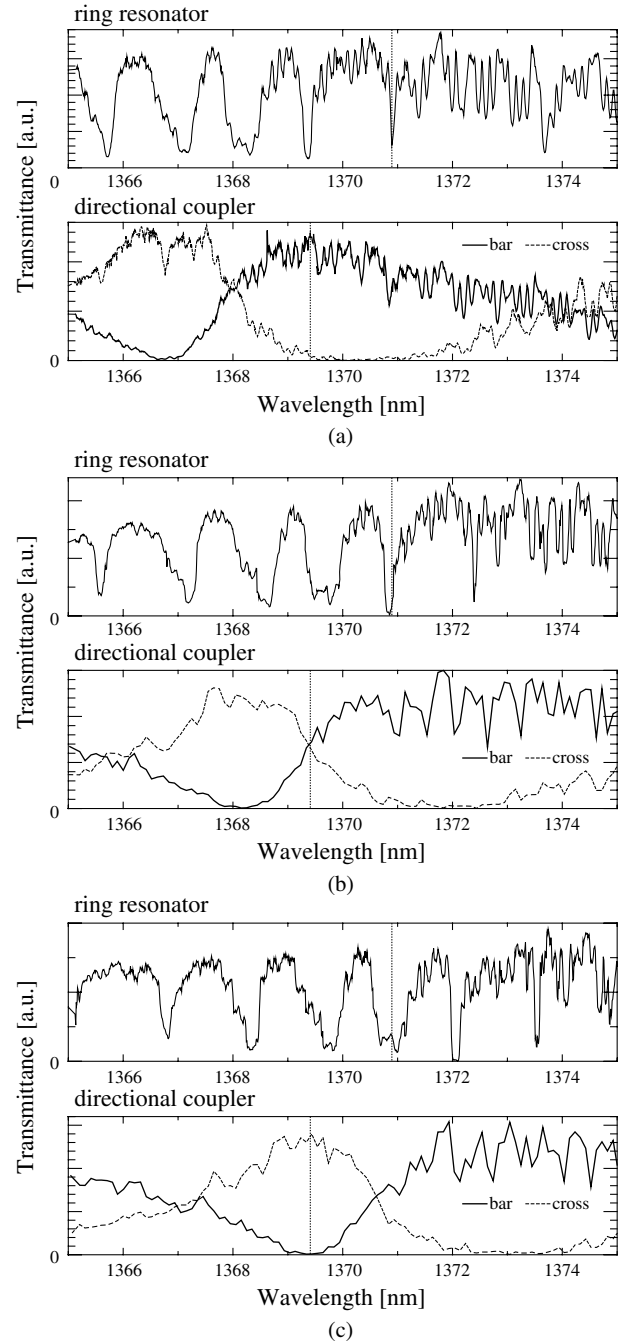 ring resonator
Transmittance [a.u.]
0
1366 1368 1370 1372 1374
directional coupler
bar cross
0
1366 1368 1370 1372 1374
Wavelength [nm]
(a)
ring resonator
Transmittance [a.u.]
0
1366 1368 1370 1372 1374
directional coupler
bar cross
0
1366 1368 1370 1372 1374
Wavelength [nm]
(b)
ring resonator
Transmittance [a.u.]
0
1366 1368 1370 1372 1374
directional coupler
bar cross
0
1366 1368 1370 1372 1374
Wavelength [nm]
(c)